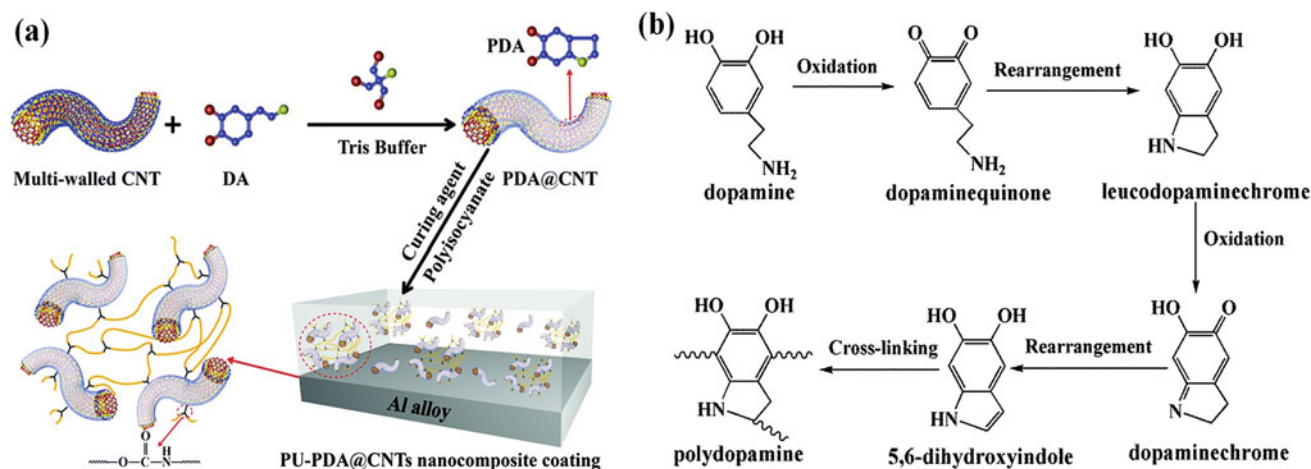 (a)
PDA
Multi-walled CNT
+
DA
Tris Buffer
PDA@CNT
Curing agent
Polyisocyanate
Al alloy
O
O C N
H
PU-PDA@CNTs nanocomposite coating
(b)
HO OH
NH2
dopamine
Oxidation
O O
NH2
dopaminequinone
Rearrangement
HO OH
HN
leucodopaminechrome
Oxidation
HO O
N
dopaminechrome
Rearrangement
HO OH
HN
5,6-dihydroxyindole
Cross-linking
HO OH
HN
polydopamine